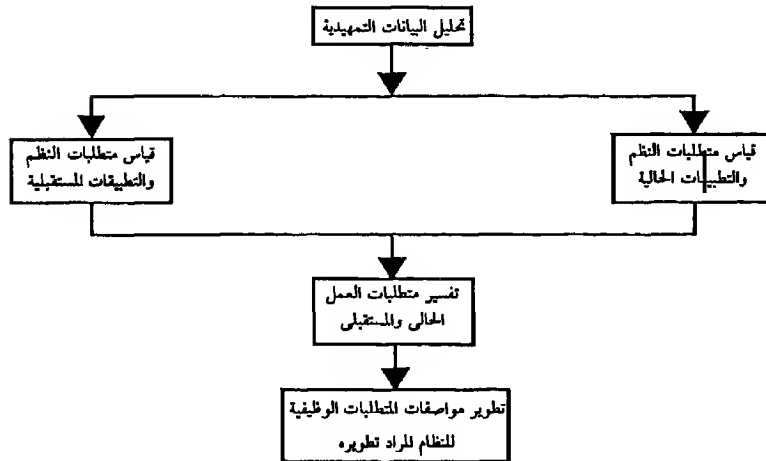 تحليل البيانات التمهيدية
قياس متطلبات النظم
والتطبيقات الحالية
قياس متطلبات النظم
والتطبيقات المستقبلية
تفسير متطلبات العمل
الحالى والمستقبلى
تطوير مواصفات المتطلبات الوظيفية
للنظام المراد تطويره